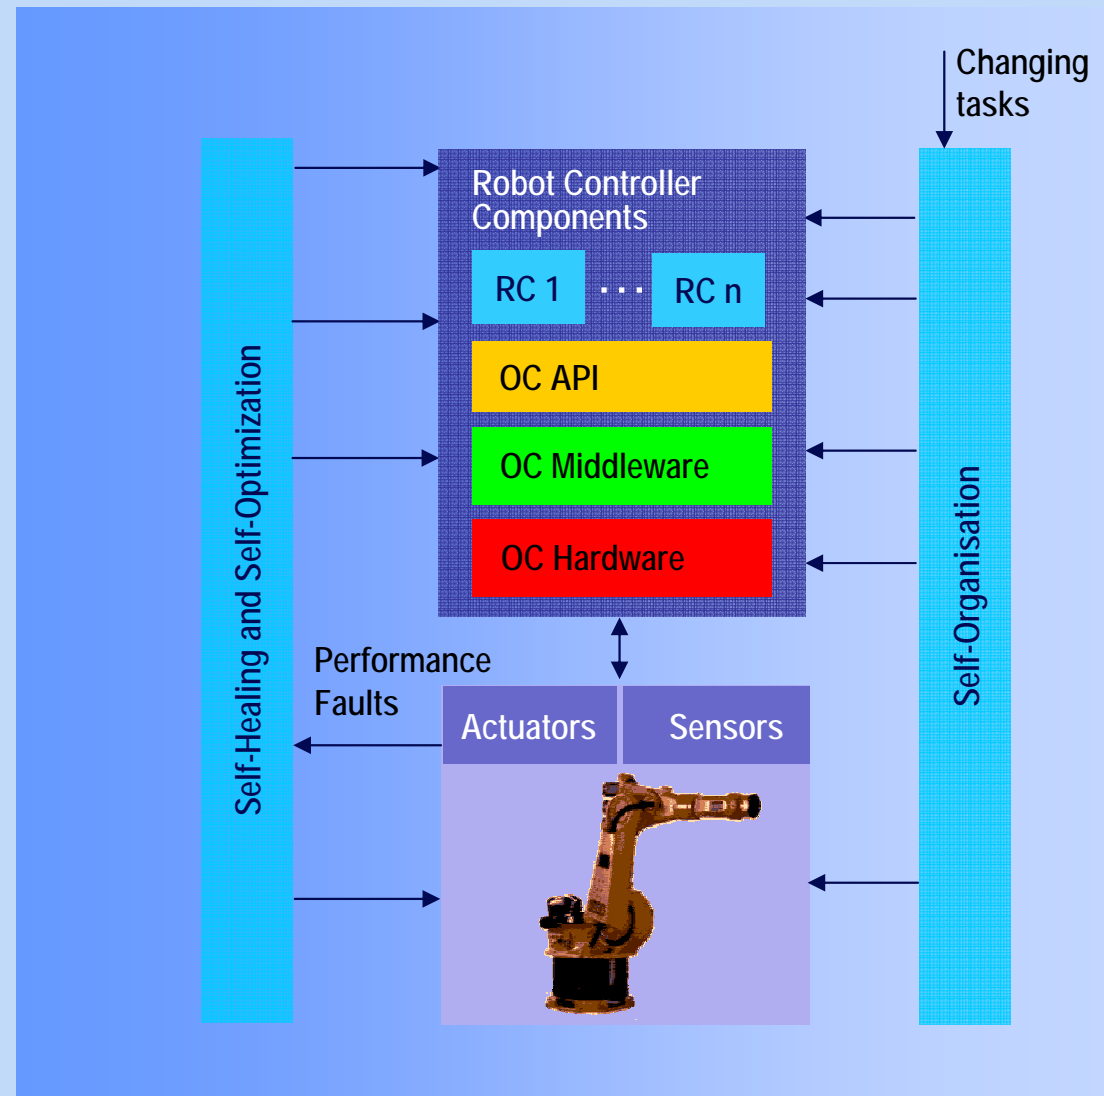 Changing
tasks
Robot Controller
Components
RC 1
...
RC n
OC API
OC Middleware
OC Hardware
Self-Healing and Self-Optimization
Self-Organisation
Performance
Faults
Actuators
Sensors